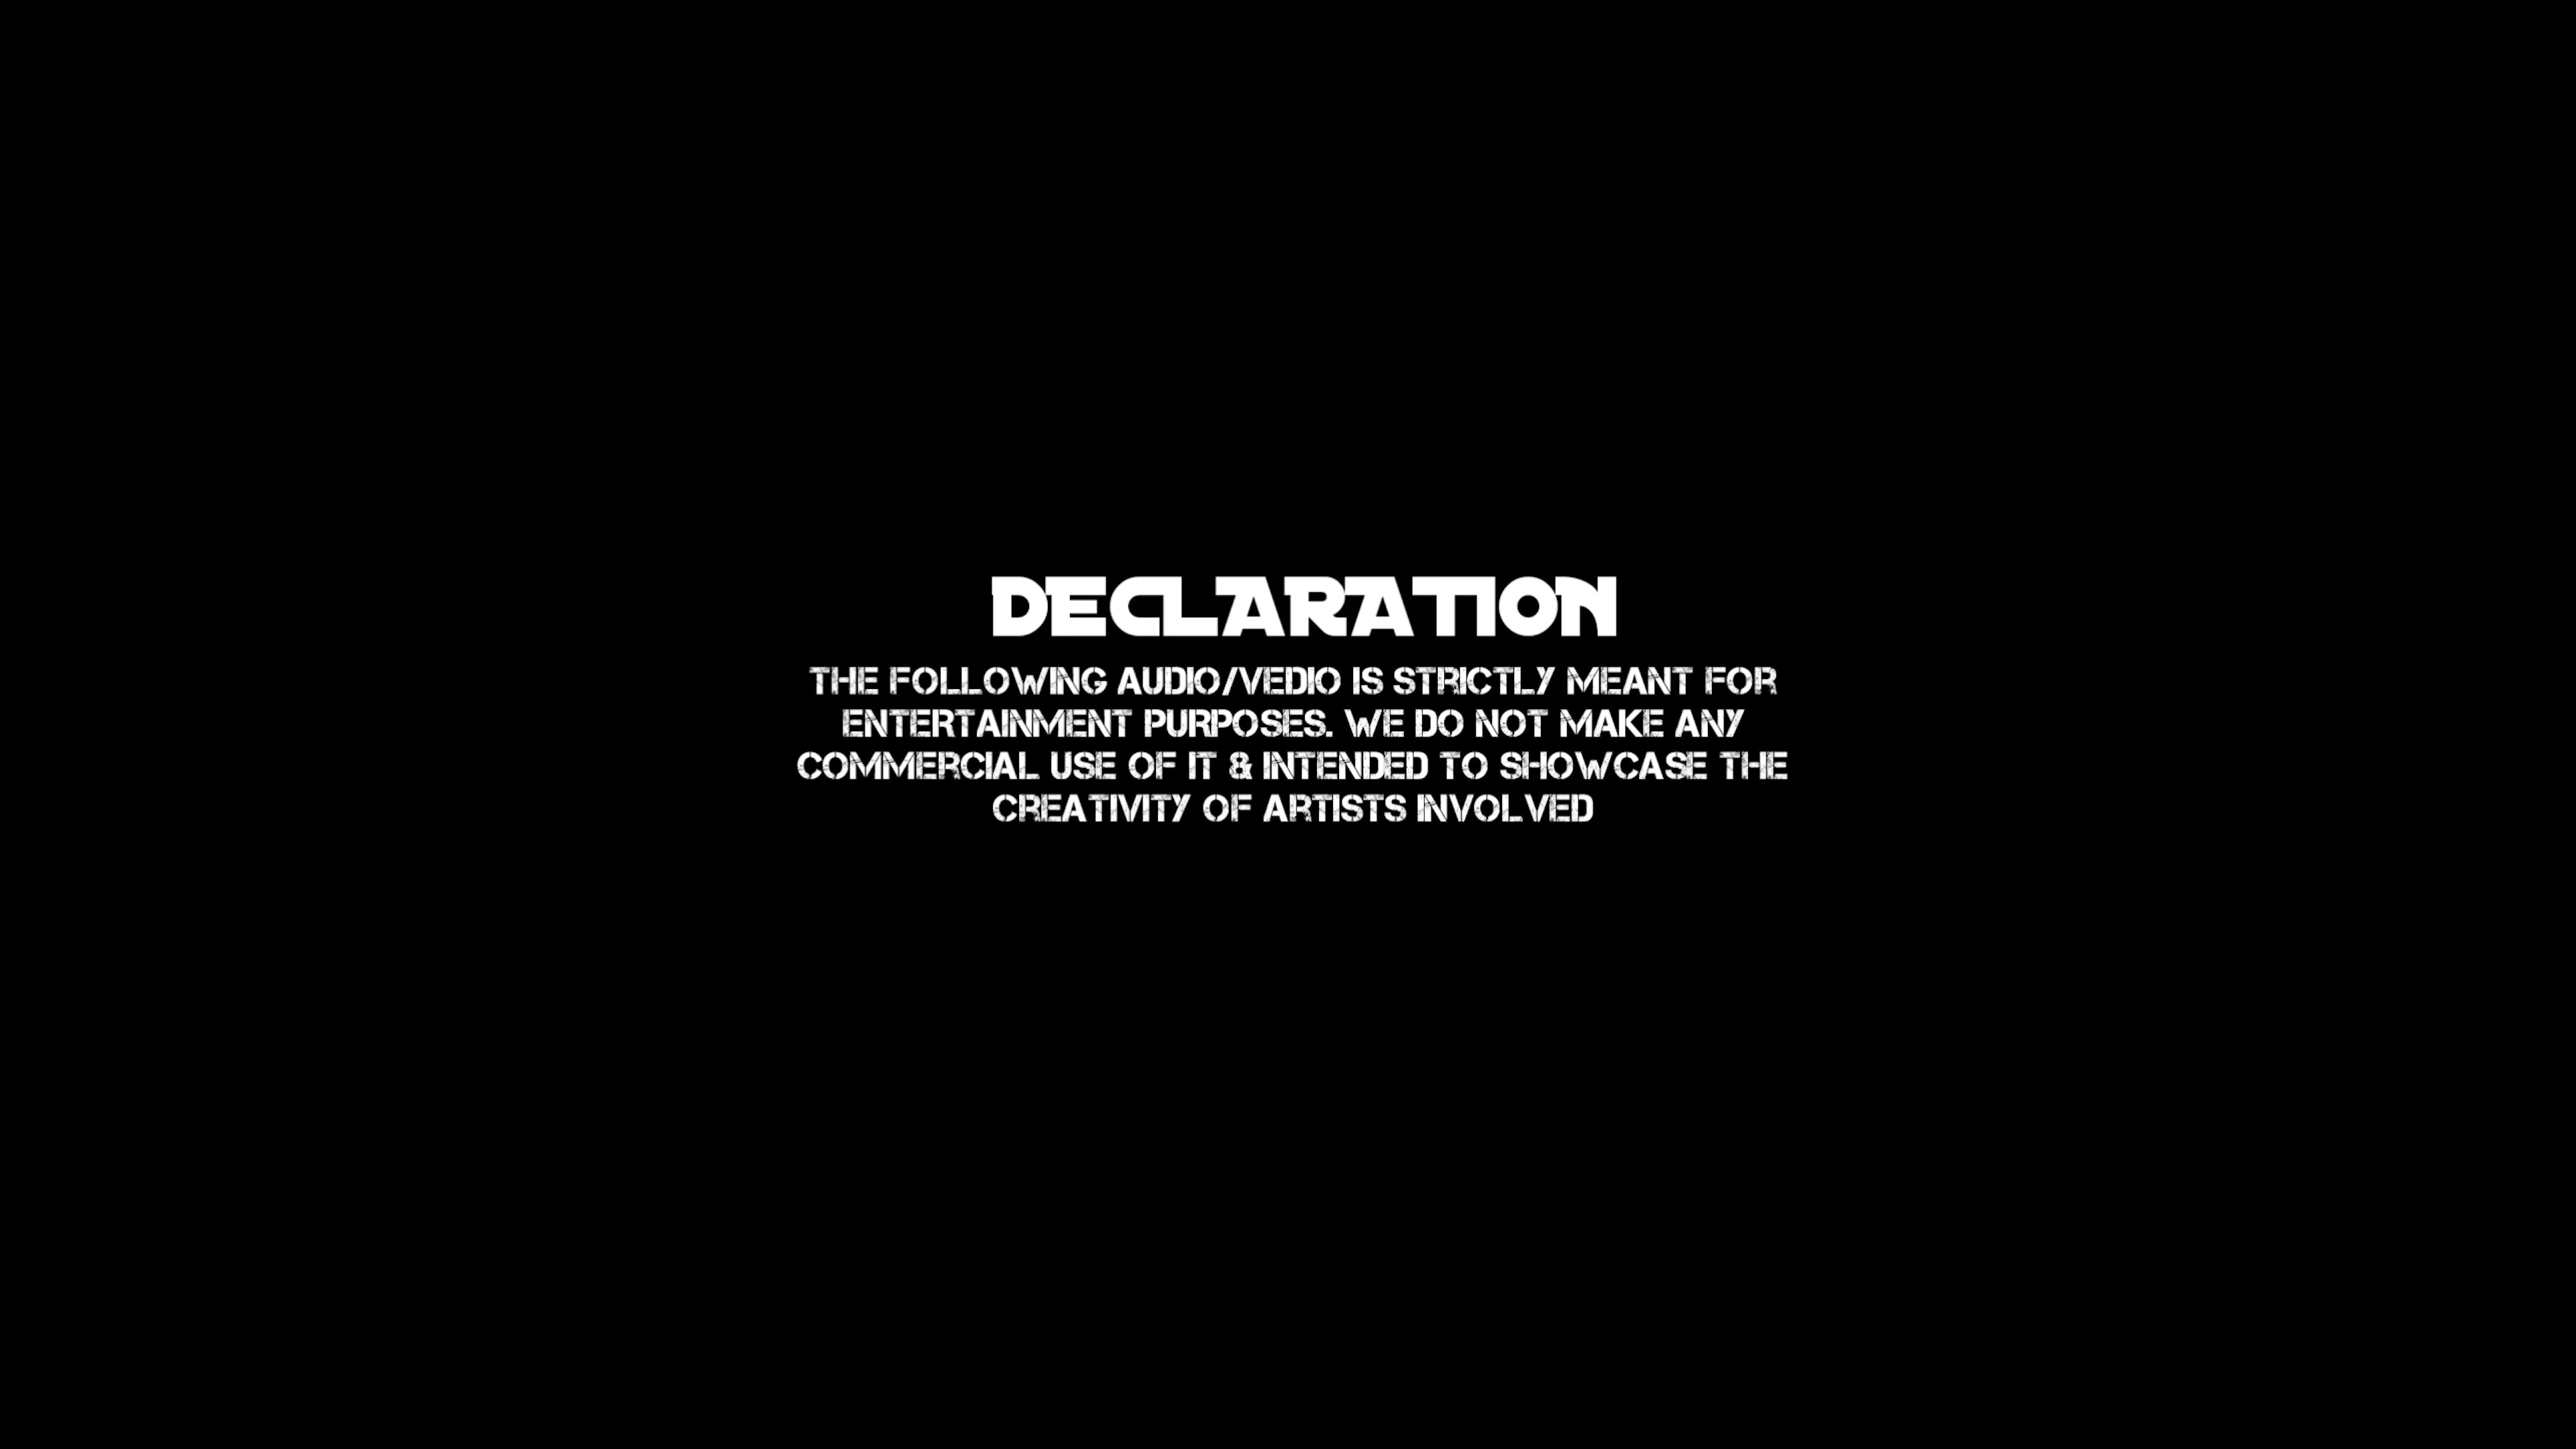 DECLARATION
THE FOLLOWING AUDIO/VEDIO IS STRICTLY MEANT FOR
ENTERTAINMENT PURPOSES. WE DO NOT MAKE ANY
COMMERCIAL USE OF IT & INTENDED TO SHOWCASE THE
CREATIVITY OF ARTISTS INVOLVED